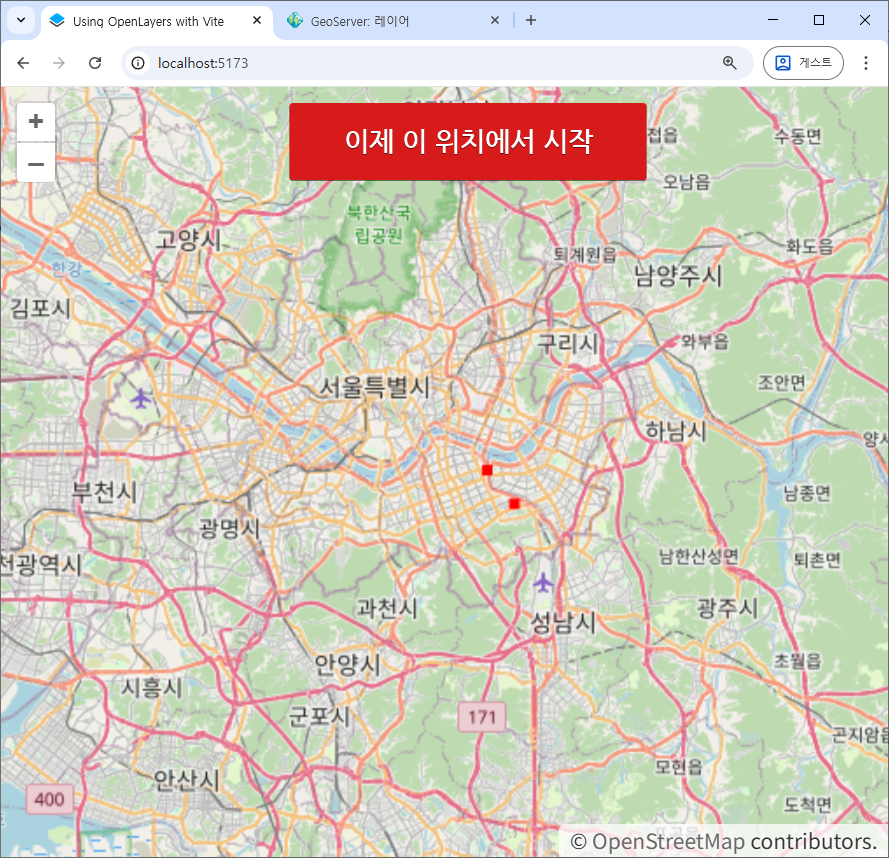 Using OpenLayers with Vite
GeoServer: 레이어
localhost:5173
게스트
이제 이 위치에서 시작
접읍
수동면
오남읍
북한산국
립공원
고양시
퇴계원읍
화도읍
한강
남양주시
김포시
구리시
와부읍
서울특별시
조안면
하남시
양서
부천시
남종면
광명시
천광역시
남한산성면
퇴촌면
과천시
광주시
성남시
안양시
초월읍
시흥시
군포시
171
곤지암읍
모현읍
안산시
400
도척면
© OpenStreetMap contributors.